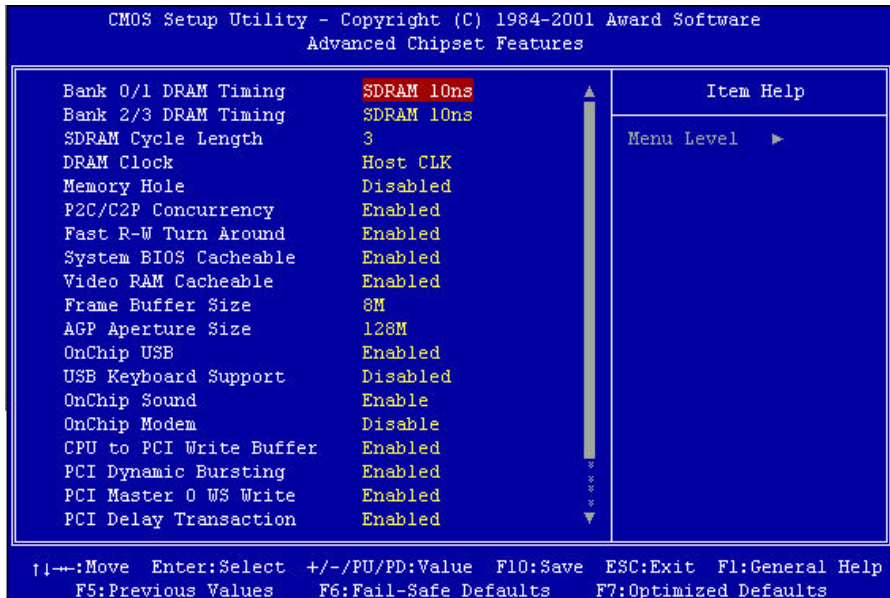 CMOS Setup Utility - Copyright (C) 1984-2001 Award Software
Advanced Chipset Features
Bank 0/1 DRAM Timing SDRAM 10ns
Bank 2/3 DRAM Timing SDRAM 10ns
SDRAM Cycle Length 3
DRAM Clock Host CLK
Memory Hole Disabled
P2C/C2P Concurrency Enabled
Fast R-W Turn Around Enabled
System BIOS Cacheable Enabled
Video RAM Cacheable Enabled
Frame Buffer Size 8M
AGP Aperture Size 128M
OnChip USB Enabled
USB Keyboard Support Disabled
OnChip Sound Enable
OnChip Modem Disable
CPU to PCI Write Buffer Enabled
PCI Dynamic Bursting Enabled
PCI Master 0 WS Write Enabled
PCI Delay Transaction Enabled
Item Help
Menu Level ►
↑↓→←:Move Enter:Select +/-/PU/PD:Value F10:Save ESC:Exit F1:General Help
F5:Previous Values F6:Fail-Safe Defaults F7:Optimized Defaults